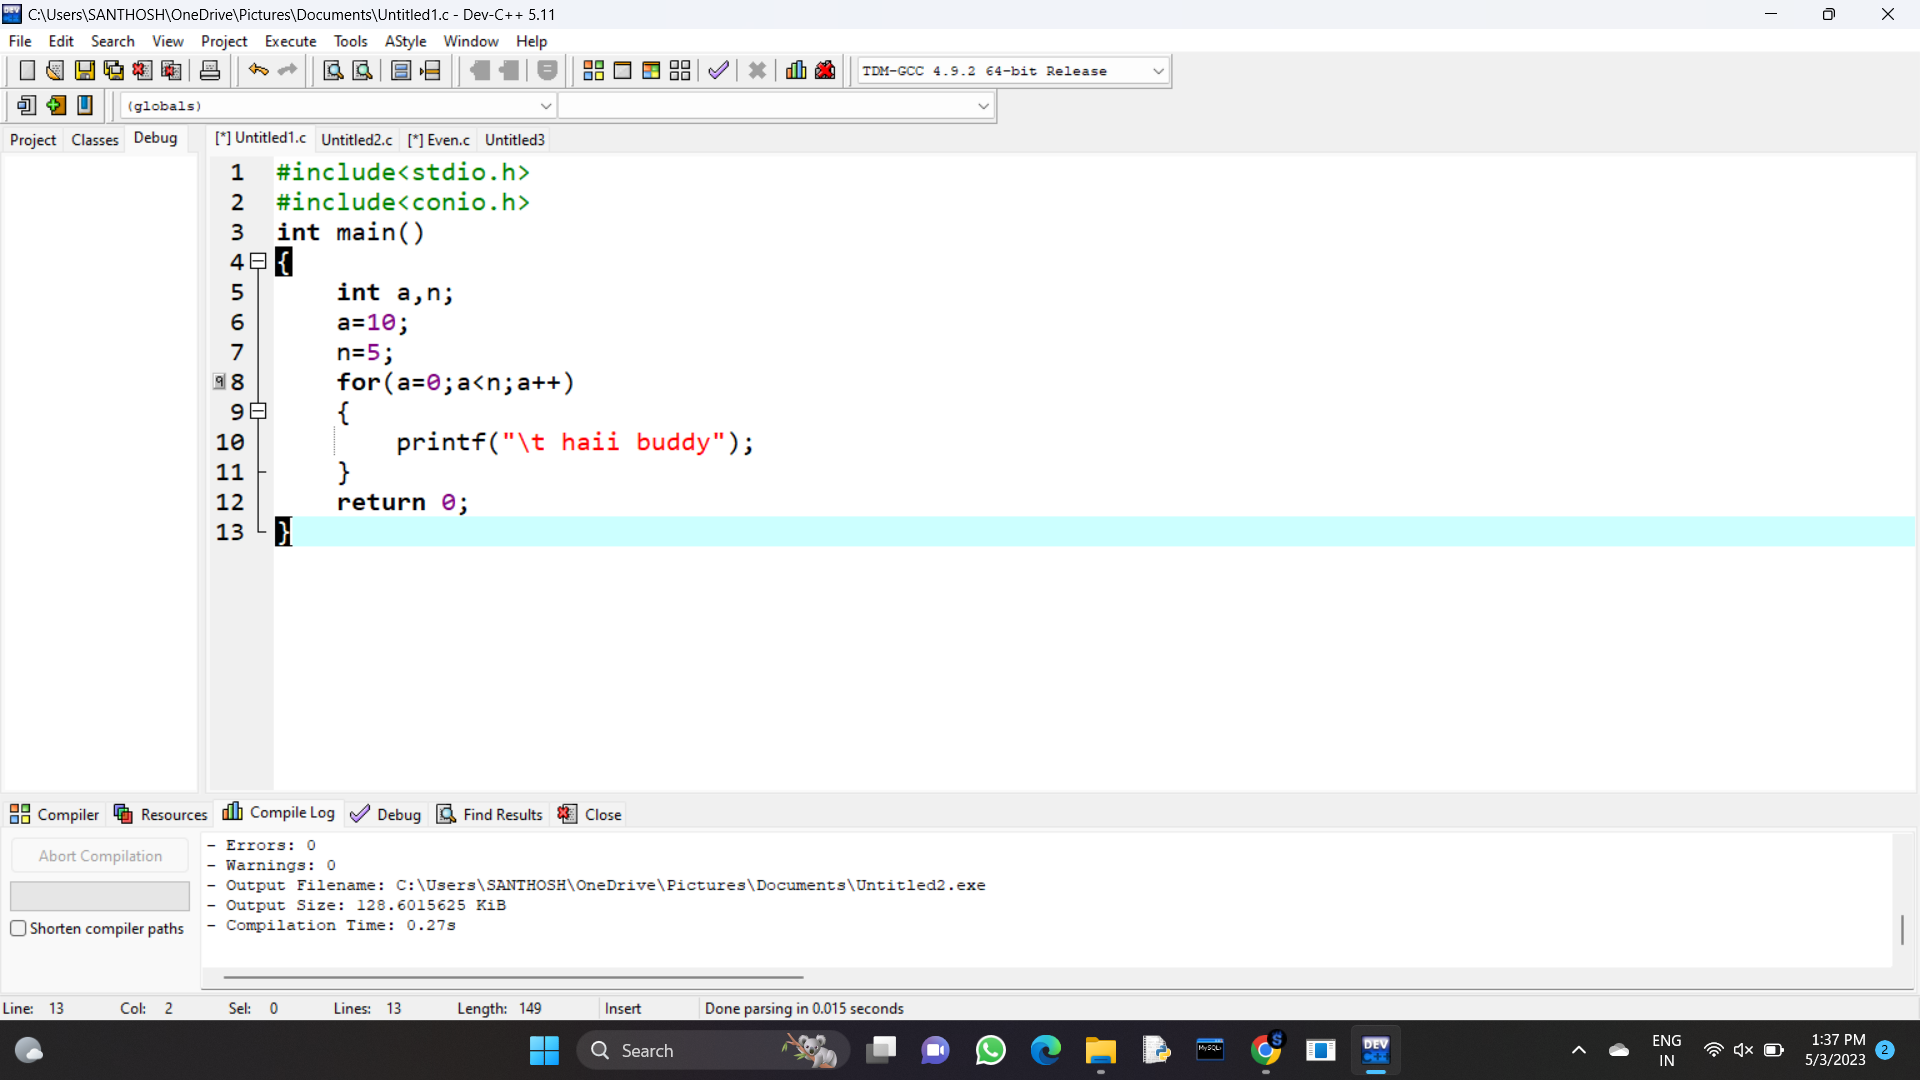 C:\Users\SANTHOSH\OneDrive\Pictures\Documents\Untitled1.c - Dev-C++ 5.11
File Edit Search View Project Execute Tools AStyle Window Help
TDM-GCC 4.9.2 64-bit Release
(globals)
Project Classes Debug [*] Untitled1.c Untitled2.c [*] Even.c Untitled3
1 #include<stdio.h>
2 #include<conio.h>
3 int main()
4 {
5 int a,n;
6 a=10;
7 n=5;
8 for(a=0;a<n;a++)
9 {
10 printf("\t haii buddy");
11 }
12 return 0;
13 }
Compiler Resources Compile Log Debug Find Results Close
Abort Compilation
Shorten compiler paths
- Errors: 0
- Warnings: 0
- Output Filename: C:\Users\SANTHOSH\OneDrive\Pictures\Documents\Untitled2.exe
- Output Size: 128.6015625 KiB
- Compilation Time: 0.27s
Line: 13 Col: 2 Sel: 0 Lines: 13 Length: 149 Insert Done parsing in 0.015 seconds
Search
MySQL
S
DEV
C++
ENG
IN
1:37 PM
5/3/2023
2